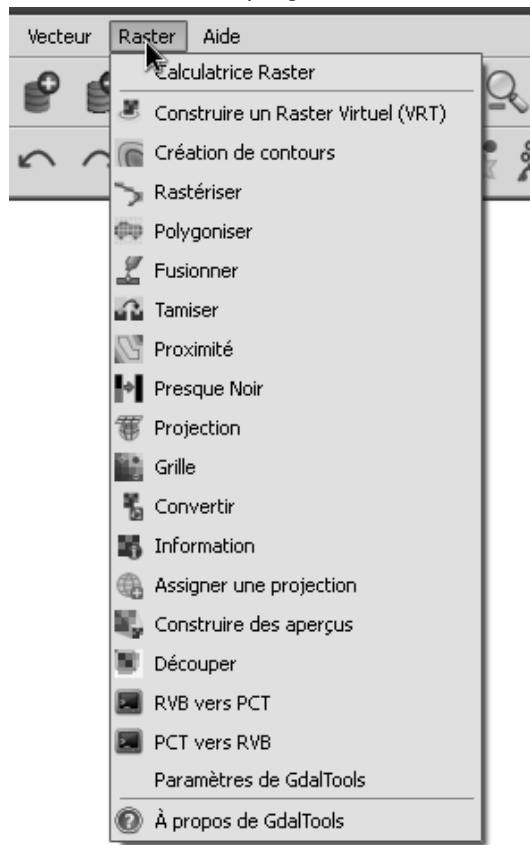 Vecteur Raster Aide
Calculatrice Raster
Construire un Raster Virtuel (VRT)
Création de contours
Rastériser
Polygoniser
Fusionner
Tamiser
Proximité
Presque Noir
Projection
Grille
Convertir
Information
Assigner une projection
Construire des aperçus
Découper
RVB vers PCT
PCT vers RVB
Paramètres de GdalTools
À propos de GdalTools